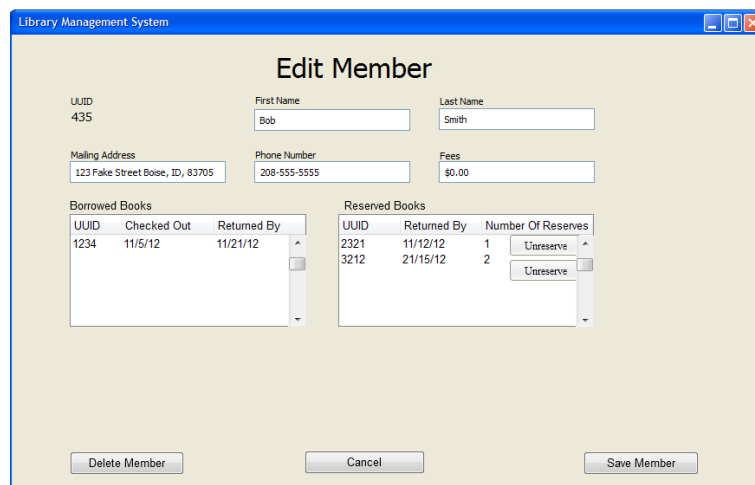 Library Management System
Edit Member
UUID
435
First Name
Bob
Last Name
Smith
Mailing Address
123 Fake Street Boise, ID, 83705
Phone Number
208-555-5555
Fees
$0.00
Borrowed Books
UUID Checked Out Returned By
1234 11/5/12 11/21/12
Reserved Books
UUID Returned By Number Of Reserves
2321 11/12/12 1 Unreserve
3212 21/15/12 2 Unreserve
Delete Member Cancel Save Member